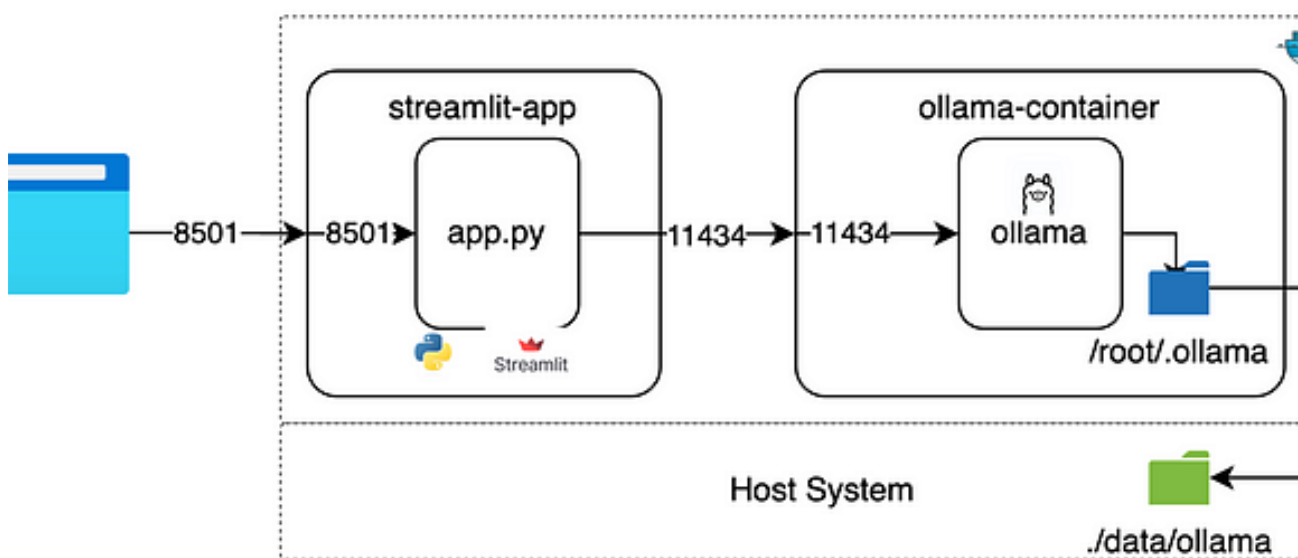 streamlit-app
ollama-container
8501
8501
app.py
11434
11434
ollama
Streamlit
/root/.ollama
Host System
./data/ollama